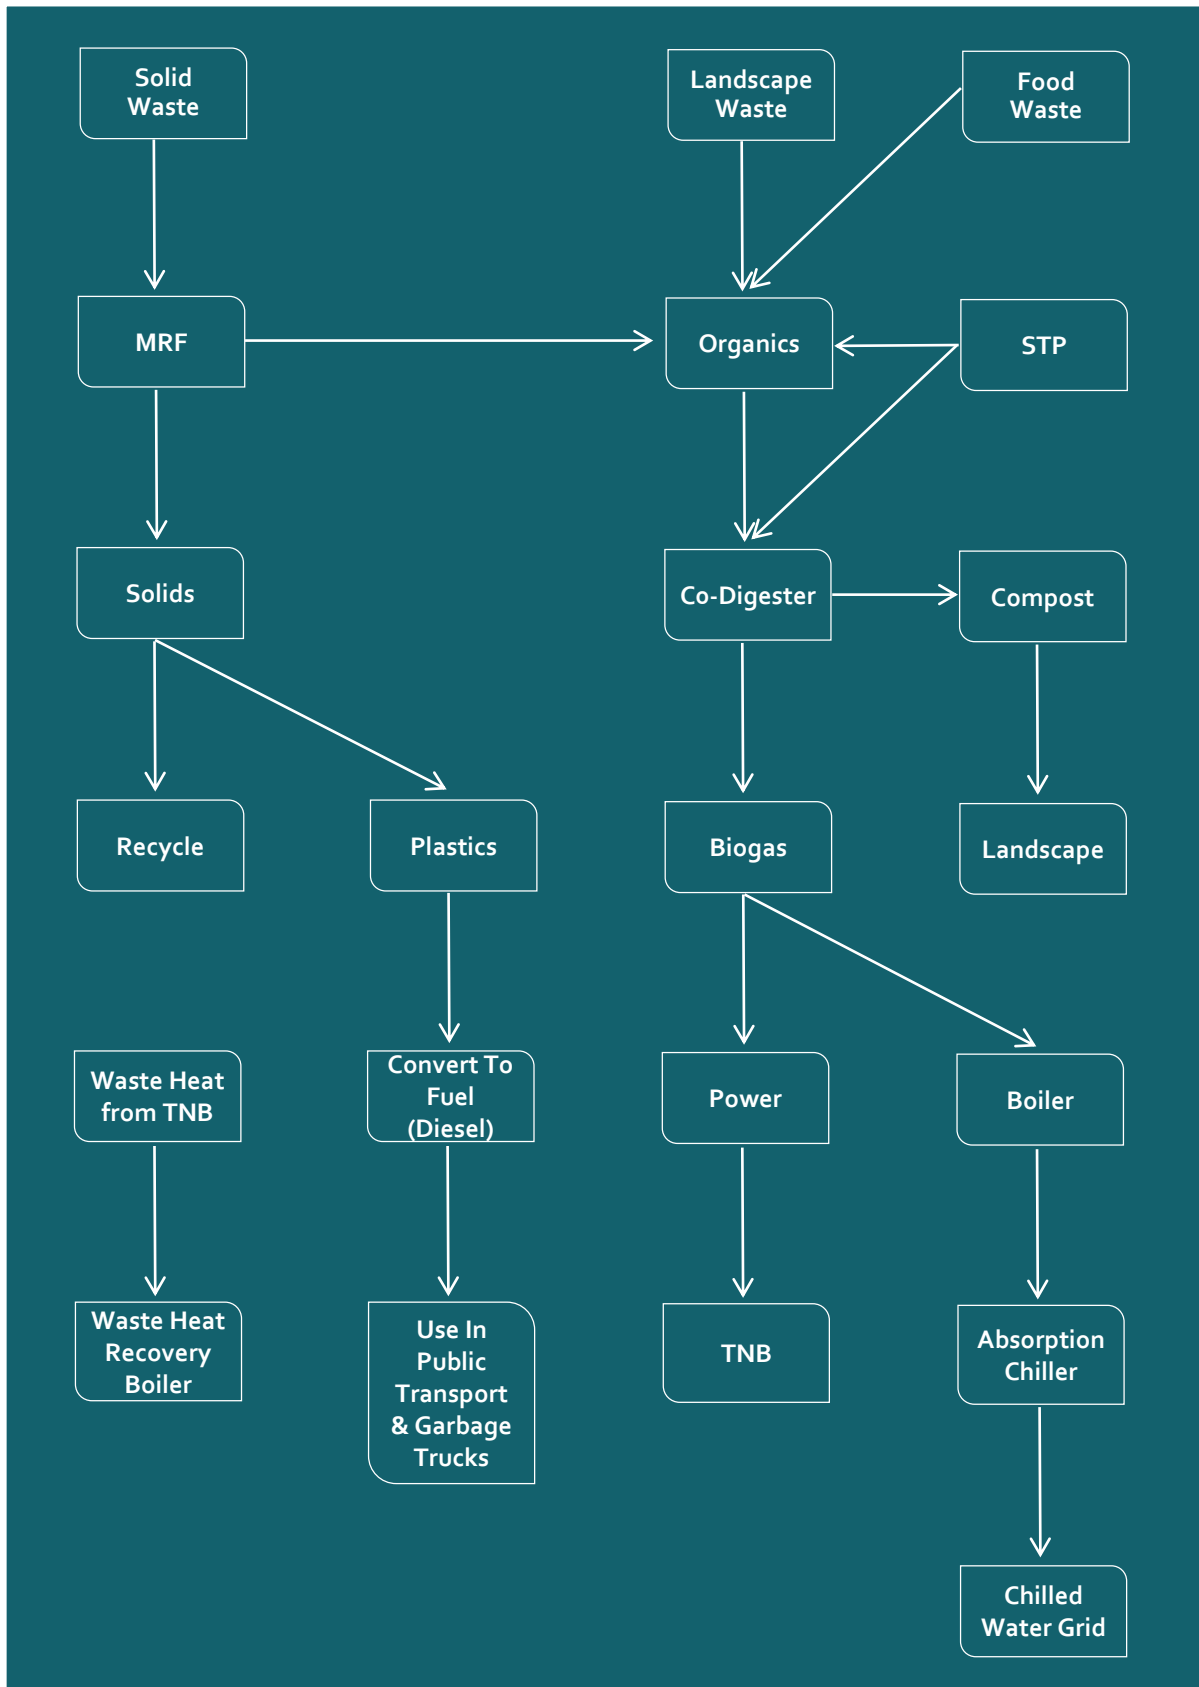 Solid
Waste
Landscape
Waste
Food
Waste
MRF
Organics
STP
Solids
Co-Digester
Compost
Recycle
Plastics
Biogas
Landscape
Waste Heat
from TNB
Convert To
Fuel
(Diesel)
Power
Boiler
Waste Heat
Recovery
Boiler
Use In
Public
Transport
& Garbage
Trucks
TNB
Absorption
Chiller
Chilled
Water Grid